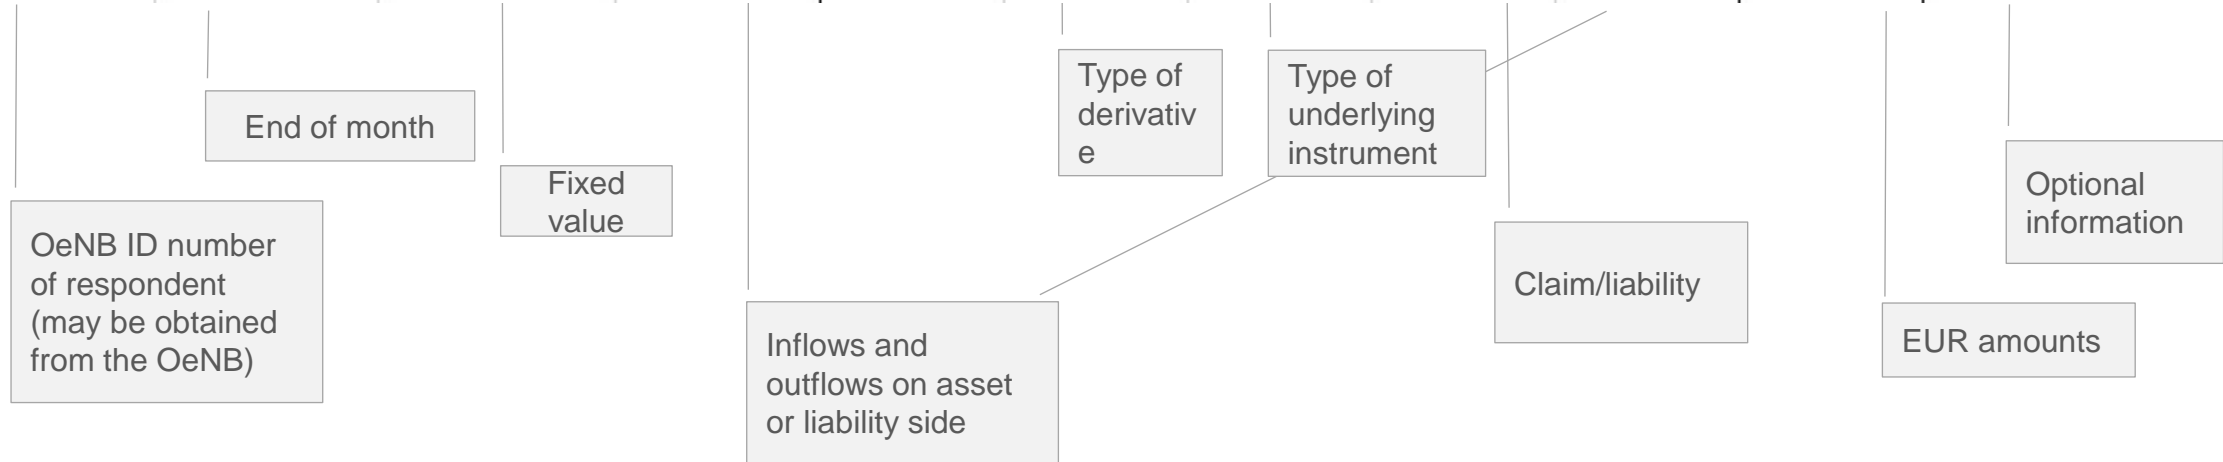 End of month
Type of
derivativ
e
Type of
underlying
instrument
Fixed
value
Optional
information
OeNB ID number
of respondent
(may be obtained
from the OeNB)
Claim/liability
Inflows and
outflows on asset
or liability side
EUR amounts